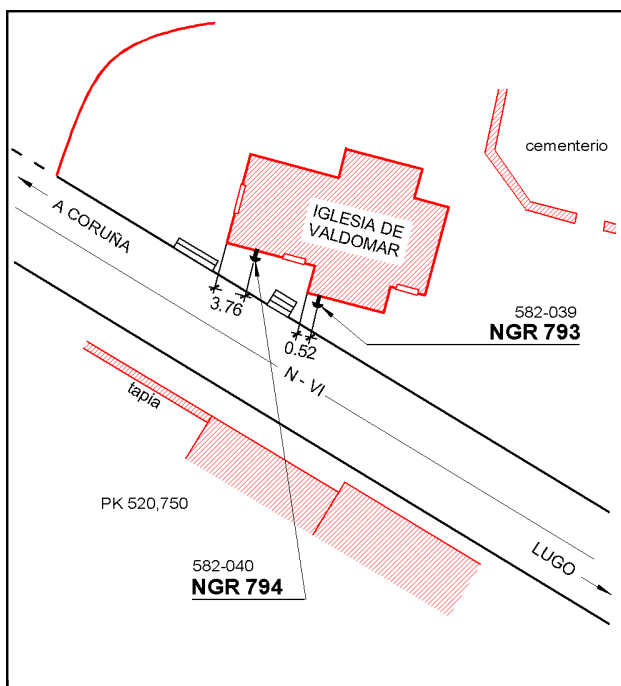 cementerio
IGLESIA DE
VALDOMAR
A CORUÑA
3.76
582-039
NGR 793
0.52
N - VI
tapia
PK 520,750
LUGO
582-040
NGR 794